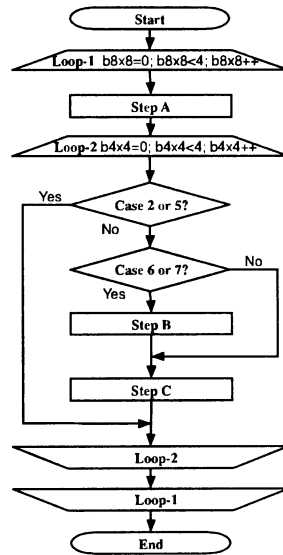 Start
Loop-1 b8x8=0; b8x8<4; b8x8++
Step A
Loop-2 b4x4=0; b4x4<4; b4x4++
Yes
Case 2 or 5?
No
Case 6 or 7?
No
Yes
Step B
Step C
Loop-2
Loop-1
End